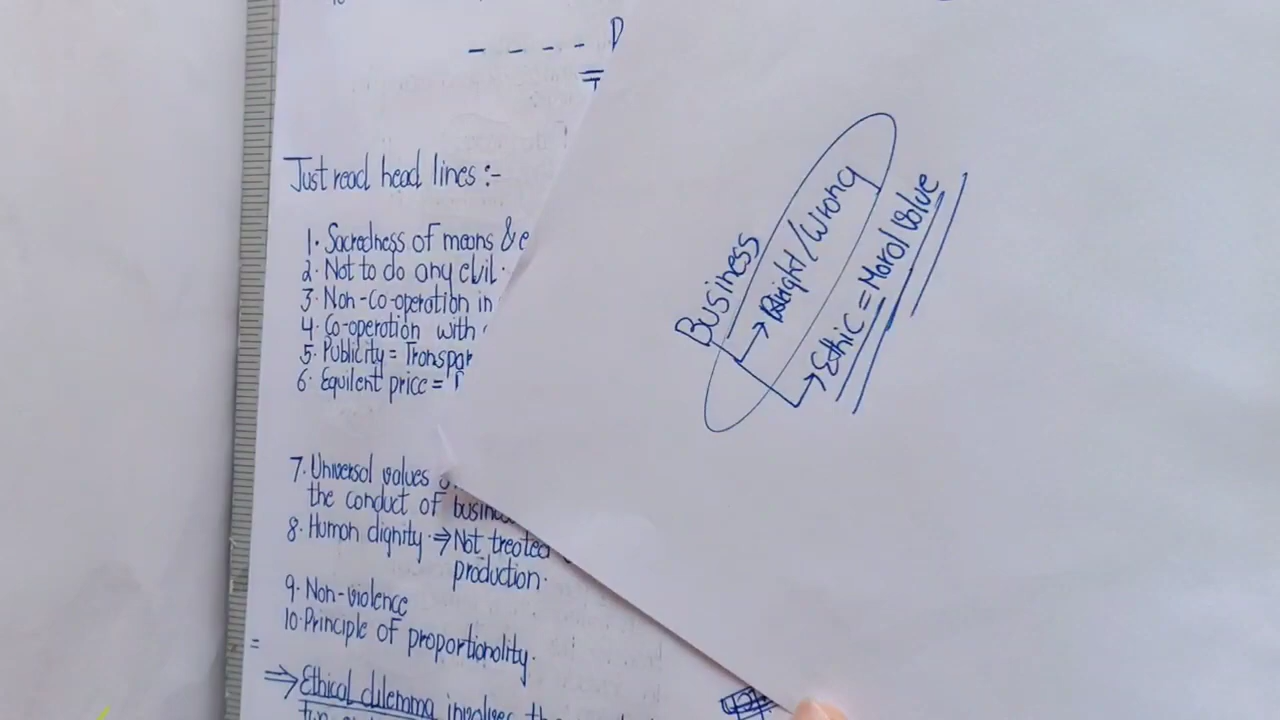 Just read head lines :-
1. Sacredness of means & e
2. Not to do any evil.
3. Non-co-operation in
4. Co-operation with
5. Publicity = Transpar
6. Equilent price =
7. Universal values
the conduct of business
8. Human dignity. ⇒ Not treated
production.
9. Non-violence
10. Principle of proportionality.
⇒ Ethical dilemma involves
Business
→ Right/Wrong
→ Ethic = Moral Value